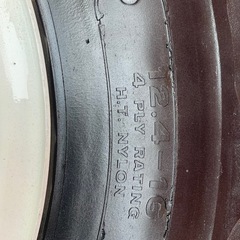 12.4-16
4 PLY RATING
H.T. NYLON